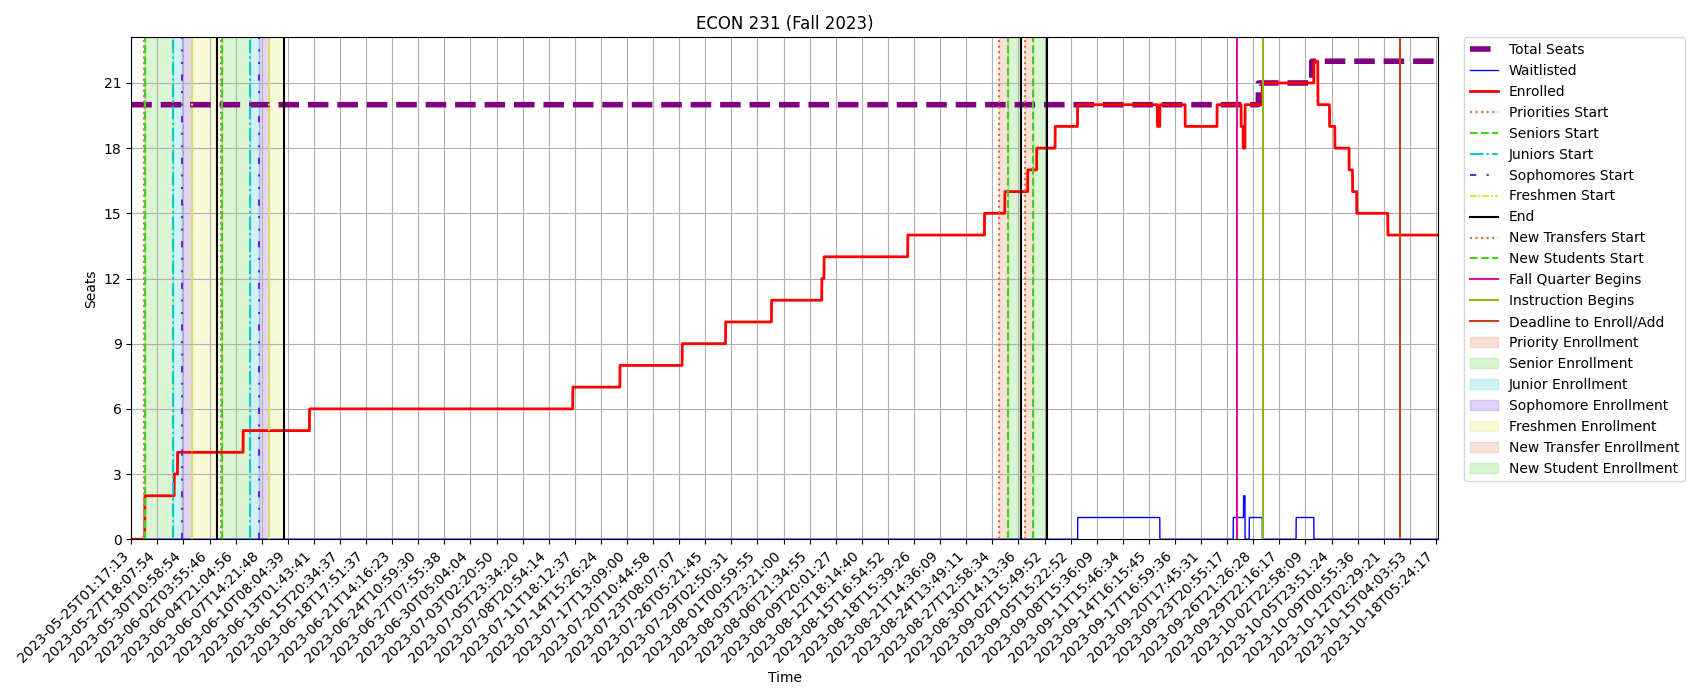 ECON 231 (Fall 2023)
Seats
21
18
15
12
9
6
3
0
2023-05-25T01:17:13
2023-05-27T18:07:54
2023-05-30T10:58:54
2023-06-02T03:55:46
2023-06-04T21:04:56
2023-06-07T14:21:48
2023-06-10T08:04:39
2023-06-13T01:43:41
2023-06-15T20:34:37
2023-06-18T17:51:37
2023-06-21T14:16:23
2023-06-24T10:59:30
2023-06-27T07:55:38
2023-06-30T05:04:04
2023-07-03T02:20:50
2023-07-05T23:34:20
2023-07-08T20:54:14
2023-07-11T18:12:37
2023-07-14T15:26:24
2023-07-17T13:09:00
2023-07-20T10:44:58
2023-07-23T08:07:07
2023-07-26T05:21:45
2023-07-29T02:50:31
2023-08-01T00:59:55
2023-08-03T23:21:00
2023-08-06T21:34:55
2023-08-09T20:01:27
2023-08-12T18:14:40
2023-08-15T16:54:52
2023-08-18T15:39:26
2023-08-21T14:36:09
2023-08-24T13:49:11
2023-08-27T12:58:34
2023-08-30T14:13:36
2023-09-02T15:49:52
2023-09-05T15:22:52
2023-09-08T15:36:09
2023-09-11T15:46:34
2023-09-14T16:15:45
2023-09-17T16:59:36
2023-09-20T17:45:31
2023-09-23T20:55:17
2023-09-26T21:26:28
2023-09-29T22:16:17
2023-10-02T22:58:09
2023-10-05T23:51:24
2023-10-09T00:55:36
2023-10-12T02:29:21
2023-10-15T04:03:53
2023-10-18T05:24:17
Time
Total Seats
Waitlisted
Enrolled
Priorities Start
Seniors Start
Juniors Start
Sophomores Start
Freshmen Start
End
New Transfers Start
New Students Start
Fall Quarter Begins
Instruction Begins
Deadline to Enroll/Add
Priority Enrollment
Senior Enrollment
Junior Enrollment
Sophomore Enrollment
Freshmen Enrollment
New Transfer Enrollment
New Student Enrollment